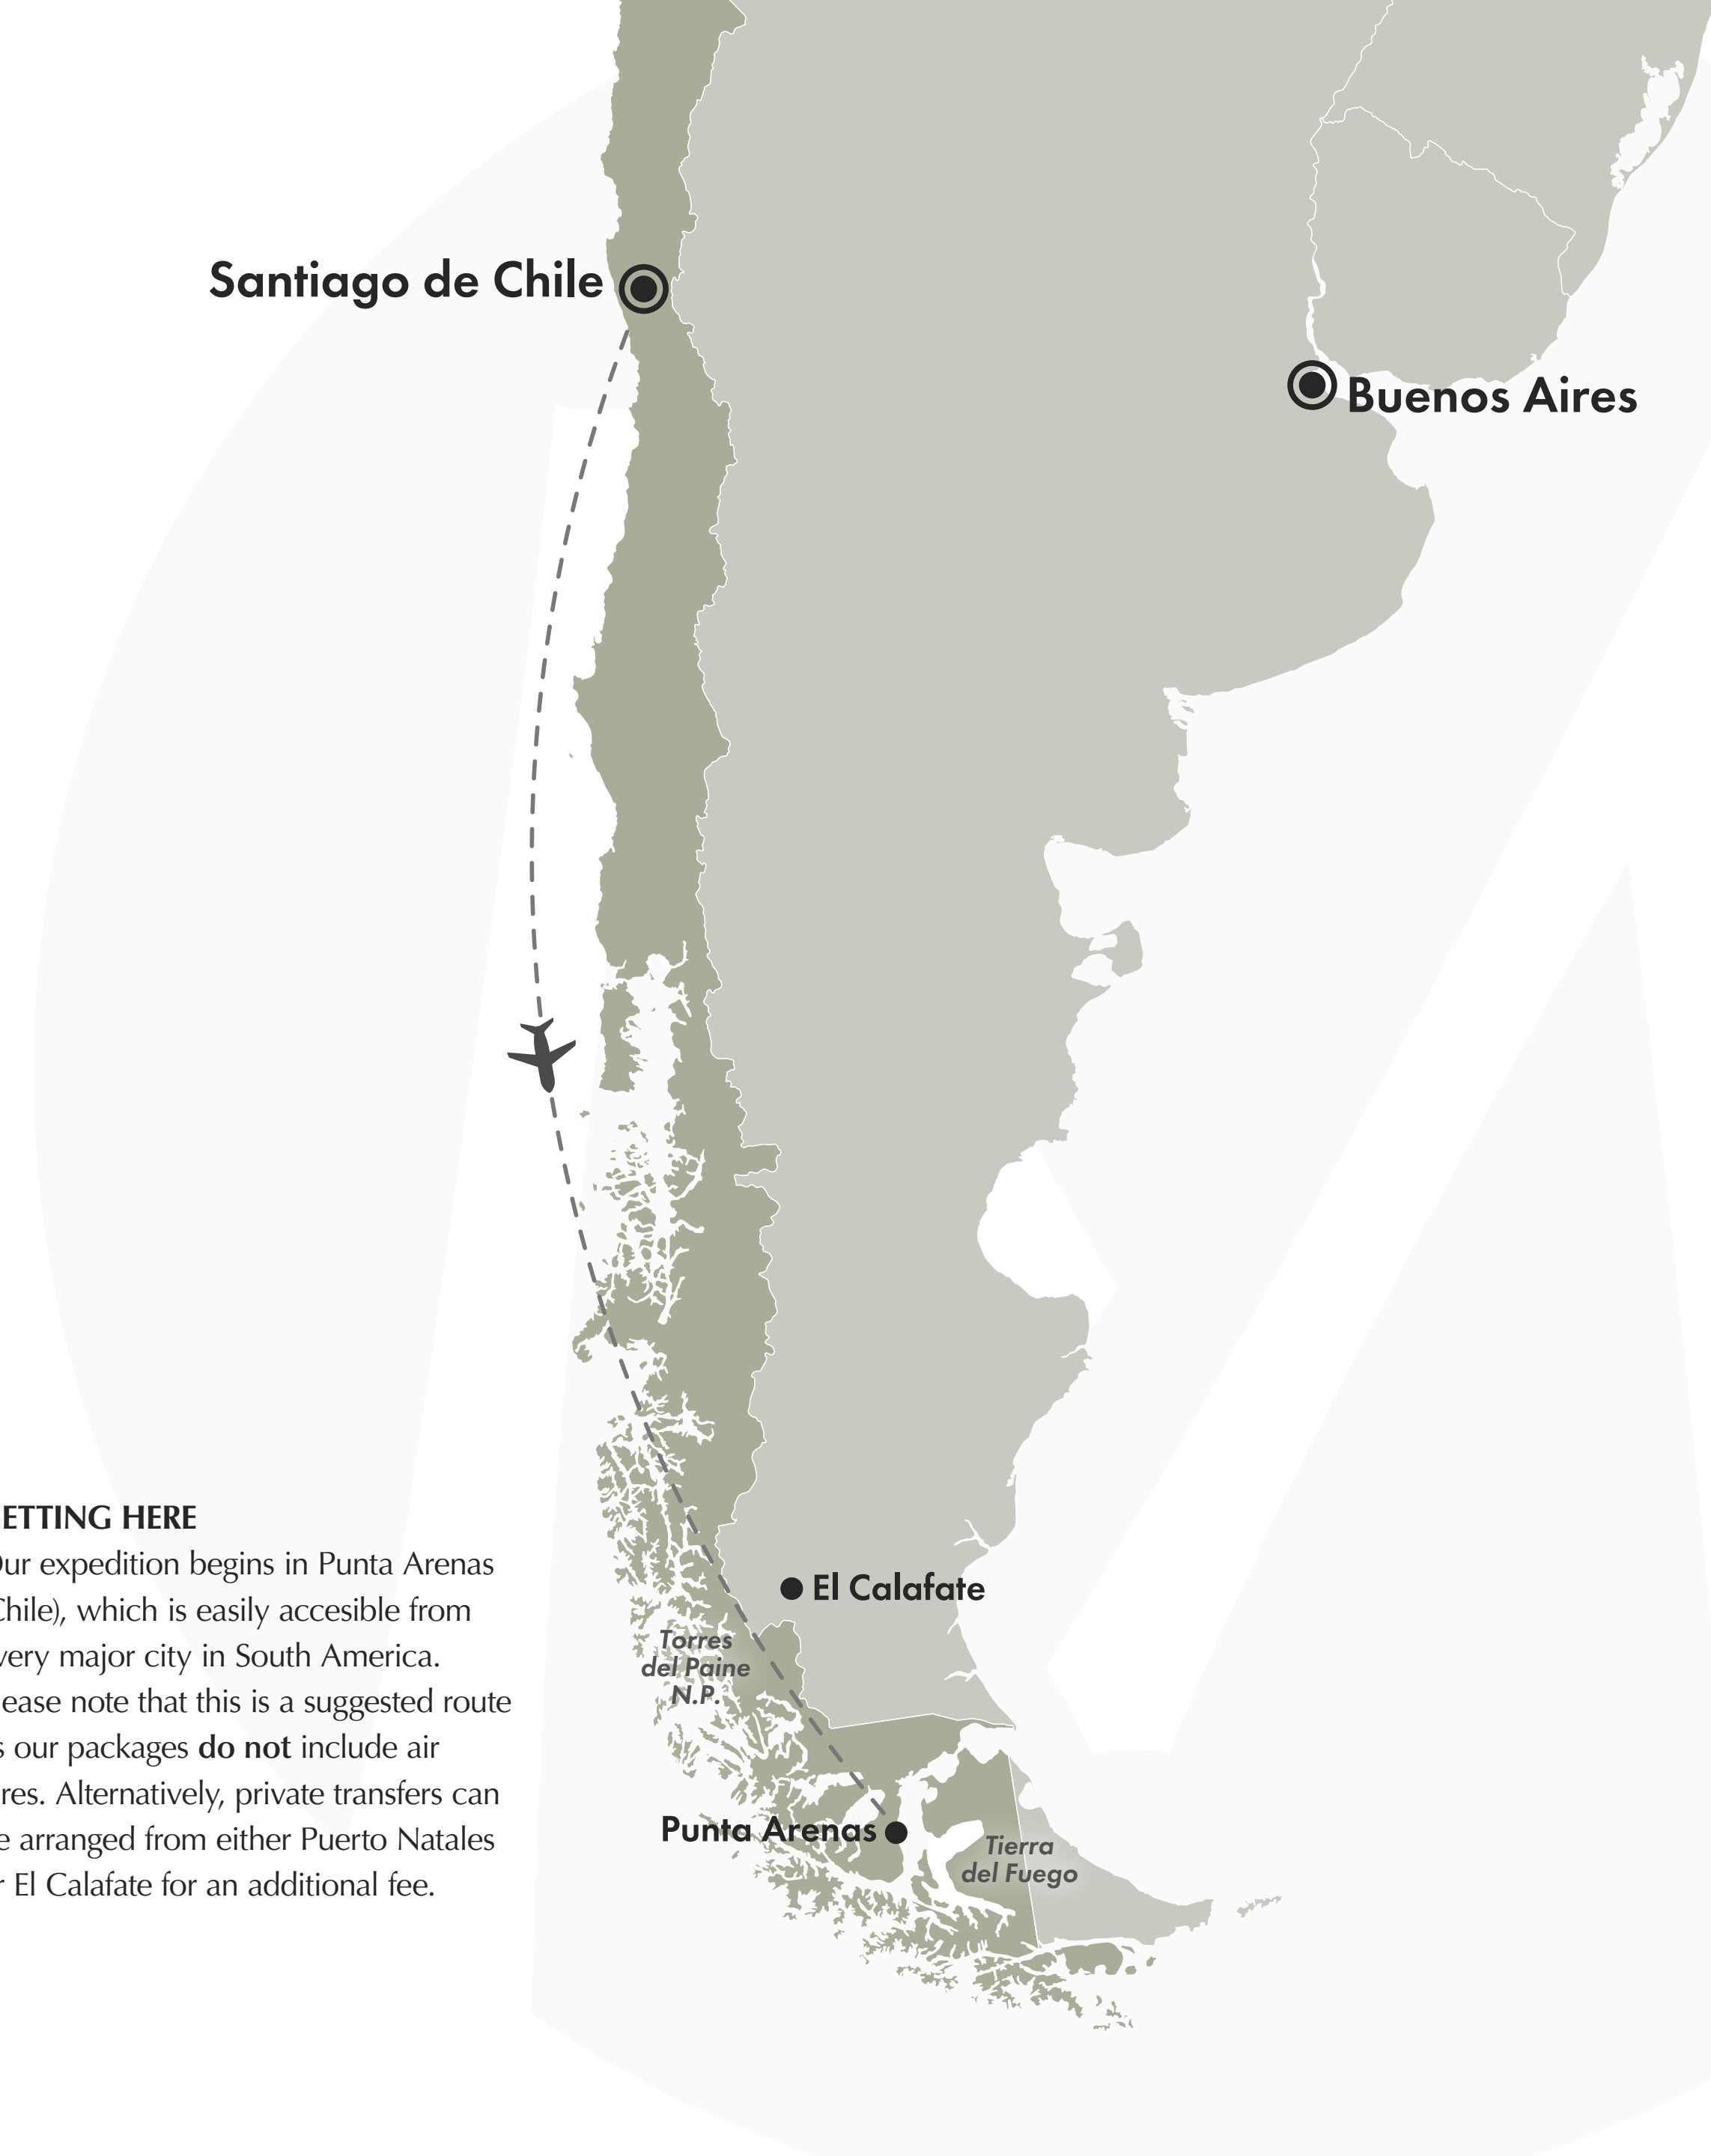 Santiago de Chile
Buenos Aires
El Calafate
Torres
del Paine
N.P.
Punta Arenas
Tierra
del Fuego
ETTING HERE
ur expedition begins in Punta Arenas
Chile), which is easily accesible from
very major city in South America.
ease note that this is a suggested route
s our packages do not include air
res. Alternatively, private transfers can
e arranged from either Puerto Natales
r El Calafate for an additional fee.